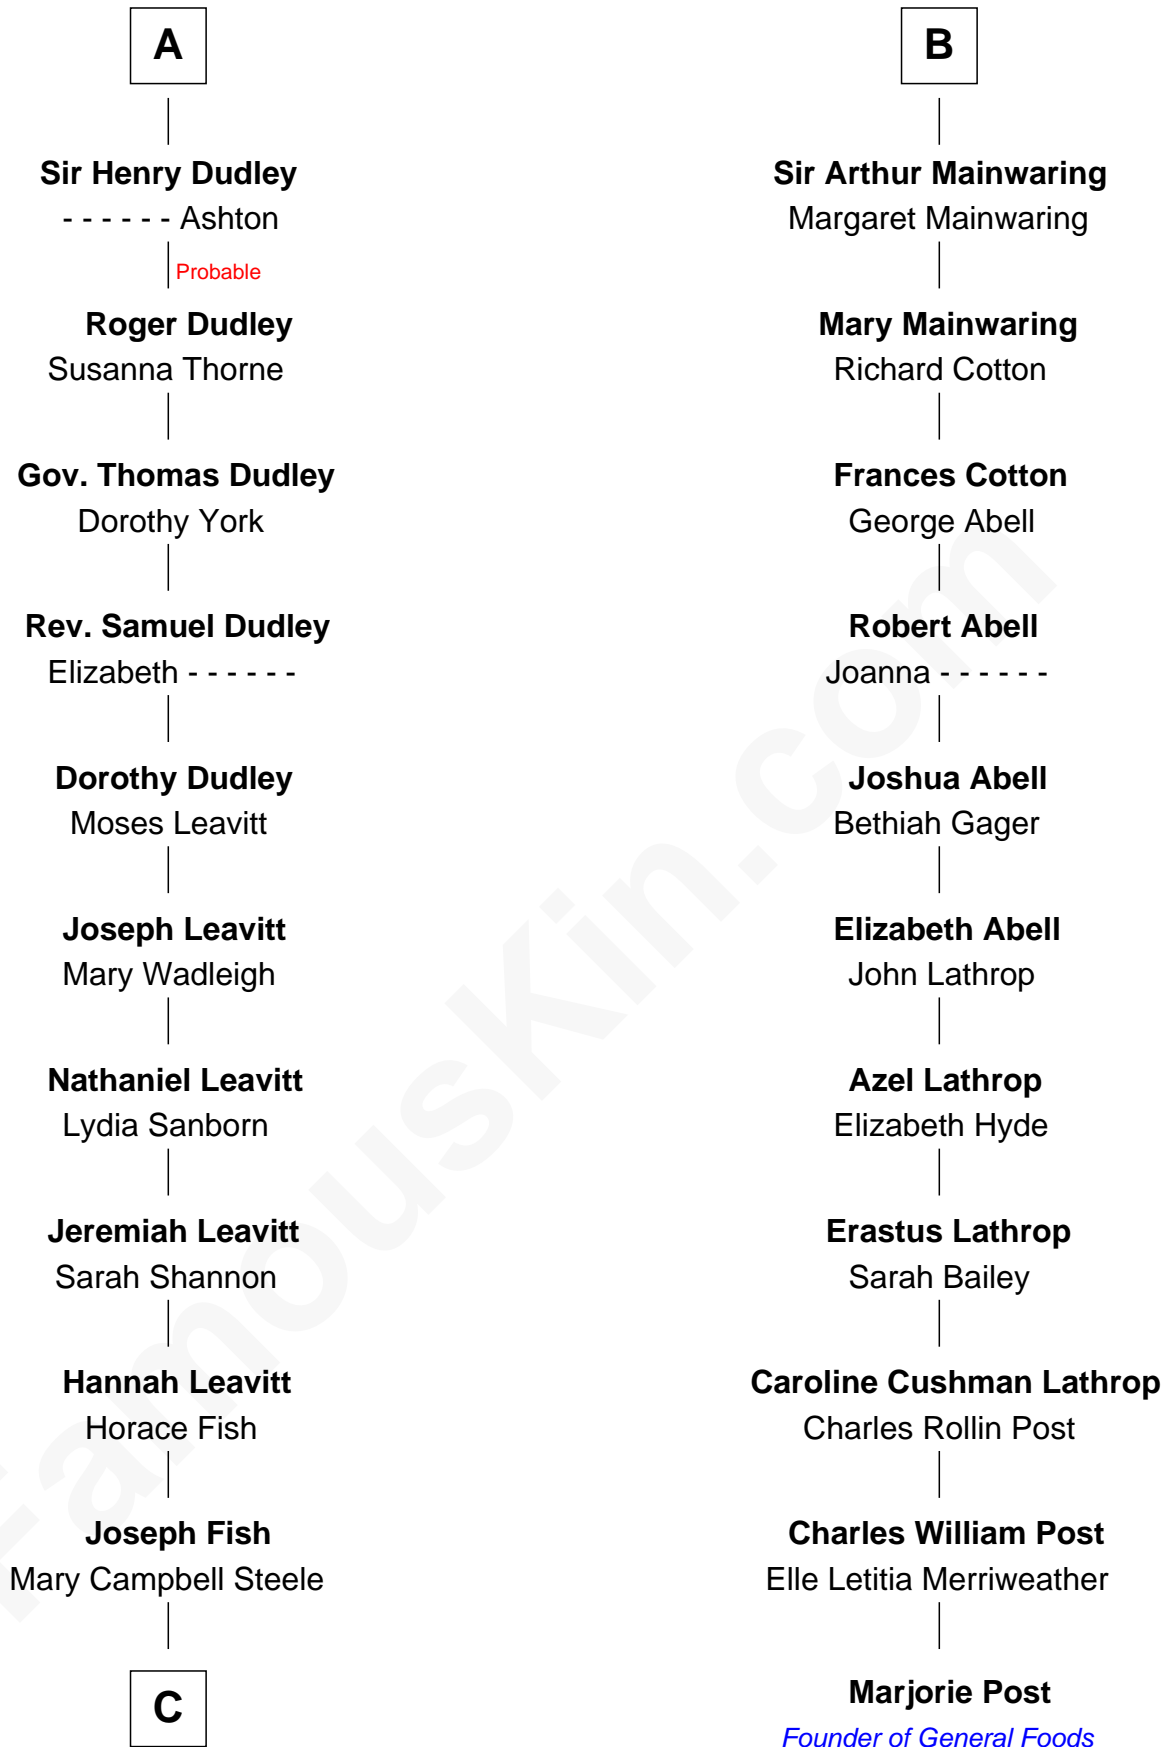 A
Sir Henry Dudley
- - - - - - Ashton
Probable
Roger Dudley
Susanna Thorne
Gov. Thomas Dudley
Dorothy York
Rev. Samuel Dudley
Elizabeth - - - - - -
Dorothy Dudley
Moses Leavitt
Joseph Leavitt
Mary Wadleigh
Nathaniel Leavitt
Lydia Sanborn
Jeremiah Leavitt
Sarah Shannon
Hannah Leavitt
Horace Fish
Joseph Fish
Mary Campbell Steele
C
B
Sir Arthur Mainwaring
Margaret Mainwaring
Mary Mainwaring
Richard Cotton
Frances Cotton
George Abell
Robert Abell
Joanna - - - - - -
Joshua Abell
Bethiah Gager
Elizabeth Abell
John Lathrop
Azel Lathrop
Elizabeth Hyde
Erastus Lathrop
Sarah Bailey
Caroline Cushman Lathrop
Charles Rollin Post
Charles William Post
Elle Letitia Merriweather
Marjorie Post
Founder of General Foods
FamousKin.com